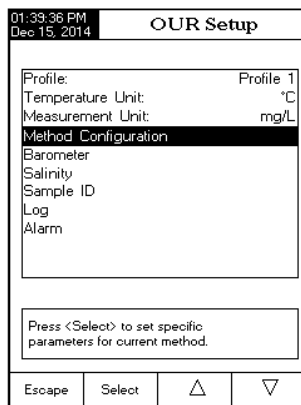 01:39:36 PM
Dec 15, 2014
OUR Setup
Profile: Profile 1
Temperature Unit: °C
Measurement Unit: mg/L
Method Configuration
Barometer
Salinity
Sample ID
Log
Alarm
Press <Select> to set specific
parameters for current method.
Escape Select △ ▽